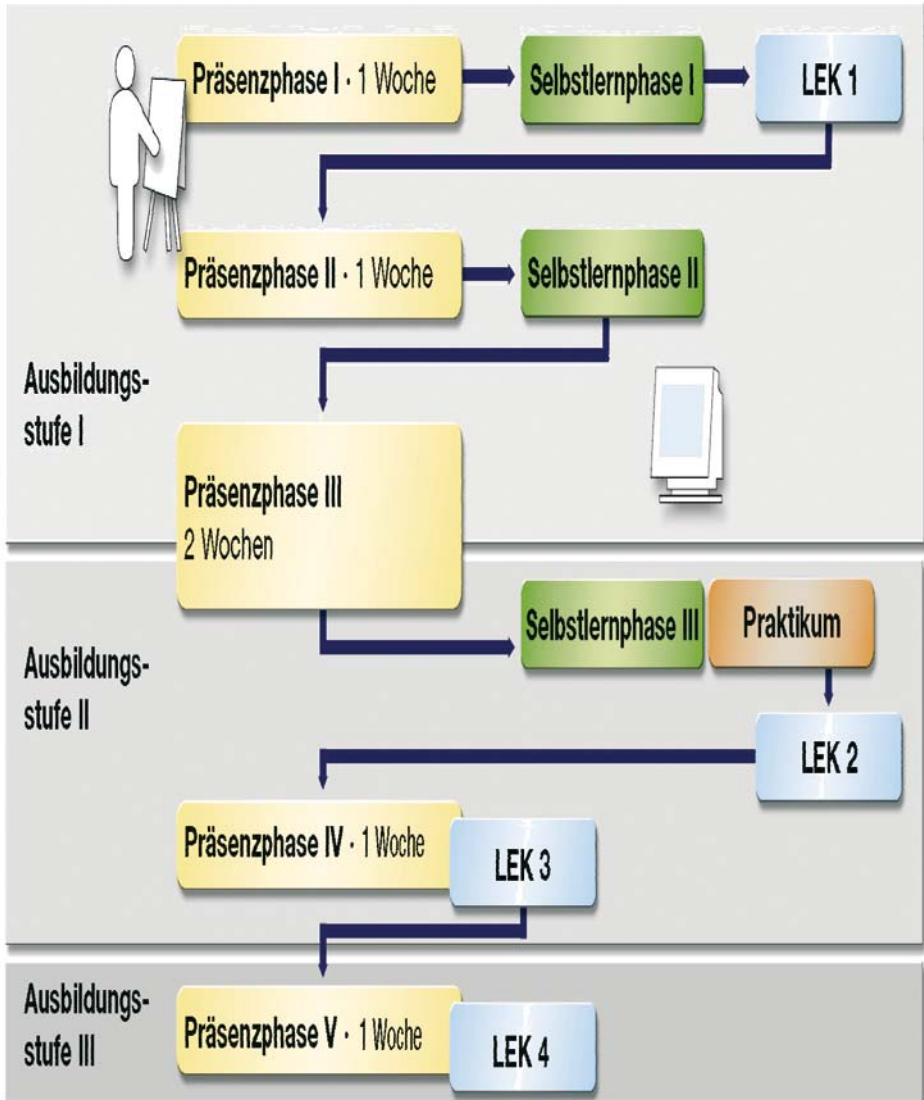 Präsenzphase I · 1 Woche
Selbstlernphase I
LEK 1
Präsenzphase II · 1 Woche
Selbstlernphase II
Ausbildungs-
stufe I
Präsenzphase III
2 Wochen
Selbstlernphase III
Praktikum
Ausbildungs-
stufe II
LEK 2
Präsenzphase IV · 1 Woche
LEK 3
Ausbildungs-
stufe III
Präsenzphase V · 1 Woche
LEK 4